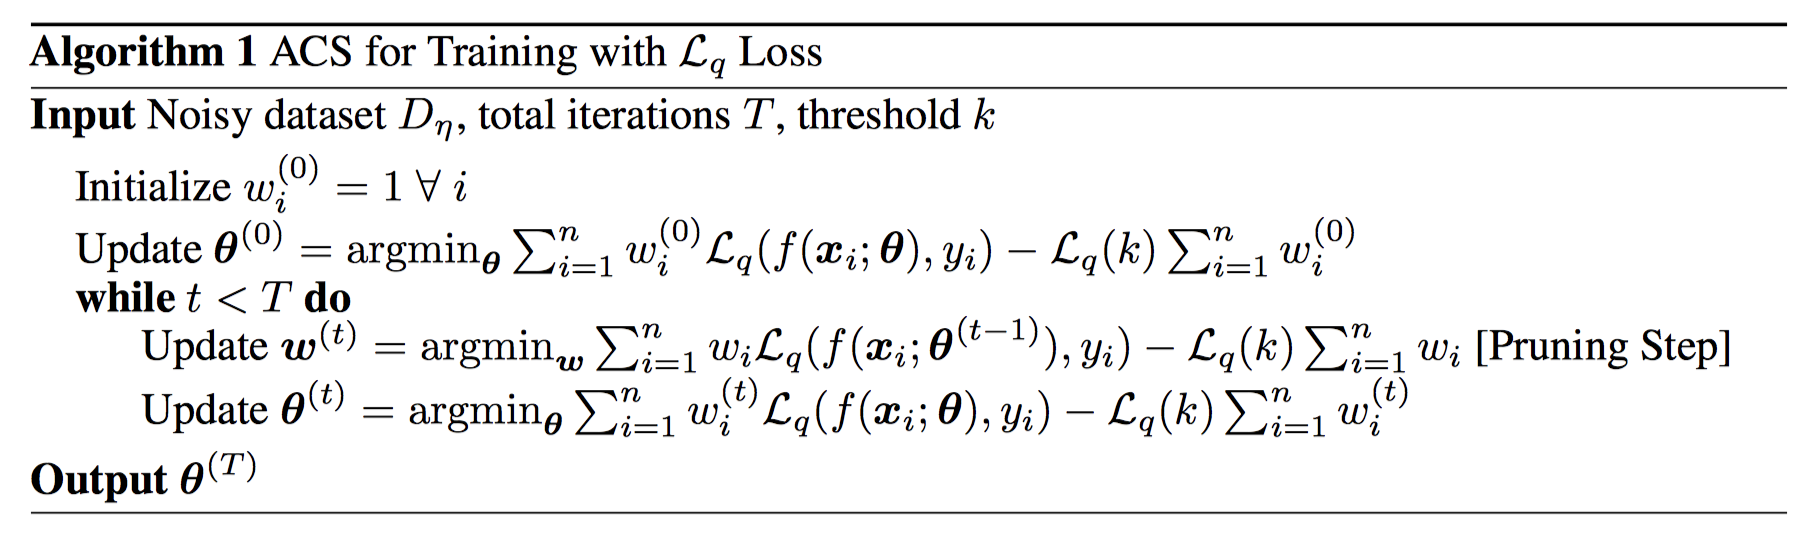 Algorithm 1 ACS for Training with $\mathcal{L}_q$ Loss
Input Noisy dataset $D_\eta$, total iterations $T$, threshold $k$
Initialize $w_i^{(0)} = 1 \; \forall \; i$
Update $\boldsymbol{\theta}^{(0)} = \text{argmin}_{\boldsymbol{\theta}} \sum_{i=1}^{n} w_i^{(0)} \mathcal{L}_q(f(\boldsymbol{x}_i; \boldsymbol{\theta}), y_i) - \mathcal{L}_q(k) \sum_{i=1}^{n} w_i^{(0)}$
while $t < T$ do
Update $\boldsymbol{w}^{(t)} = \text{argmin}_{\boldsymbol{w}} \sum_{i=1}^{n} w_i \mathcal{L}_q(f(\boldsymbol{x}_i; \boldsymbol{\theta}^{(t-1)}), y_i) - \mathcal{L}_q(k) \sum_{i=1}^{n} w_i$ [Pruning Step]
Update $\boldsymbol{\theta}^{(t)} = \text{argmin}_{\boldsymbol{\theta}} \sum_{i=1}^{n} w_i^{(t)} \mathcal{L}_q(f(\boldsymbol{x}_i; \boldsymbol{\theta}), y_i) - \mathcal{L}_q(k) \sum_{i=1}^{n} w_i^{(t)}$
Output $\boldsymbol{\theta}^{(T)}$